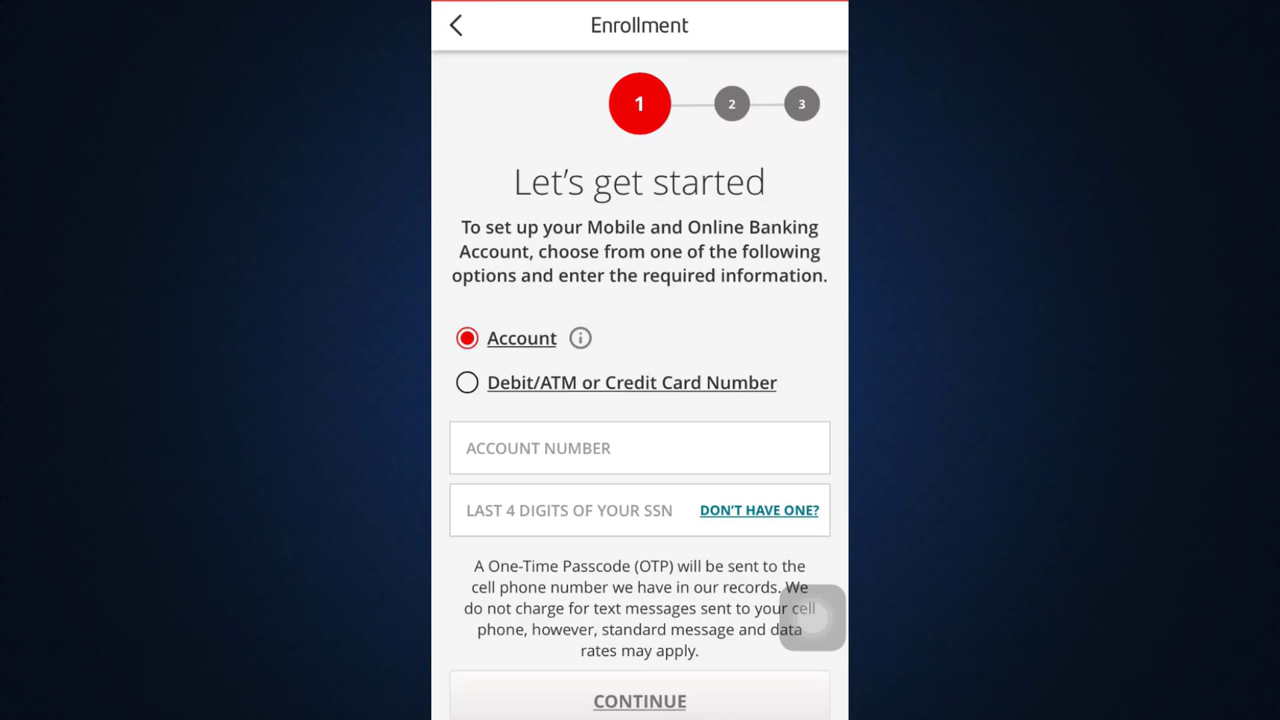 Enrollment
1
2
3
Let’s get started
To set up your Mobile and Online Banking
Account, choose from one of the following
options and enter the required information.
Account
Debit/ATM or Credit Card Number
ACCOUNT NUMBER
LAST 4 DIGITS OF YOUR SSN DON’T HAVE ONE?
A One-Time Passcode (OTP) will be sent to the
cell phone number we have in our records. We
do not charge for text messages sent to your cell
phone, however, standard message and data
rates may apply.
CONTINUE